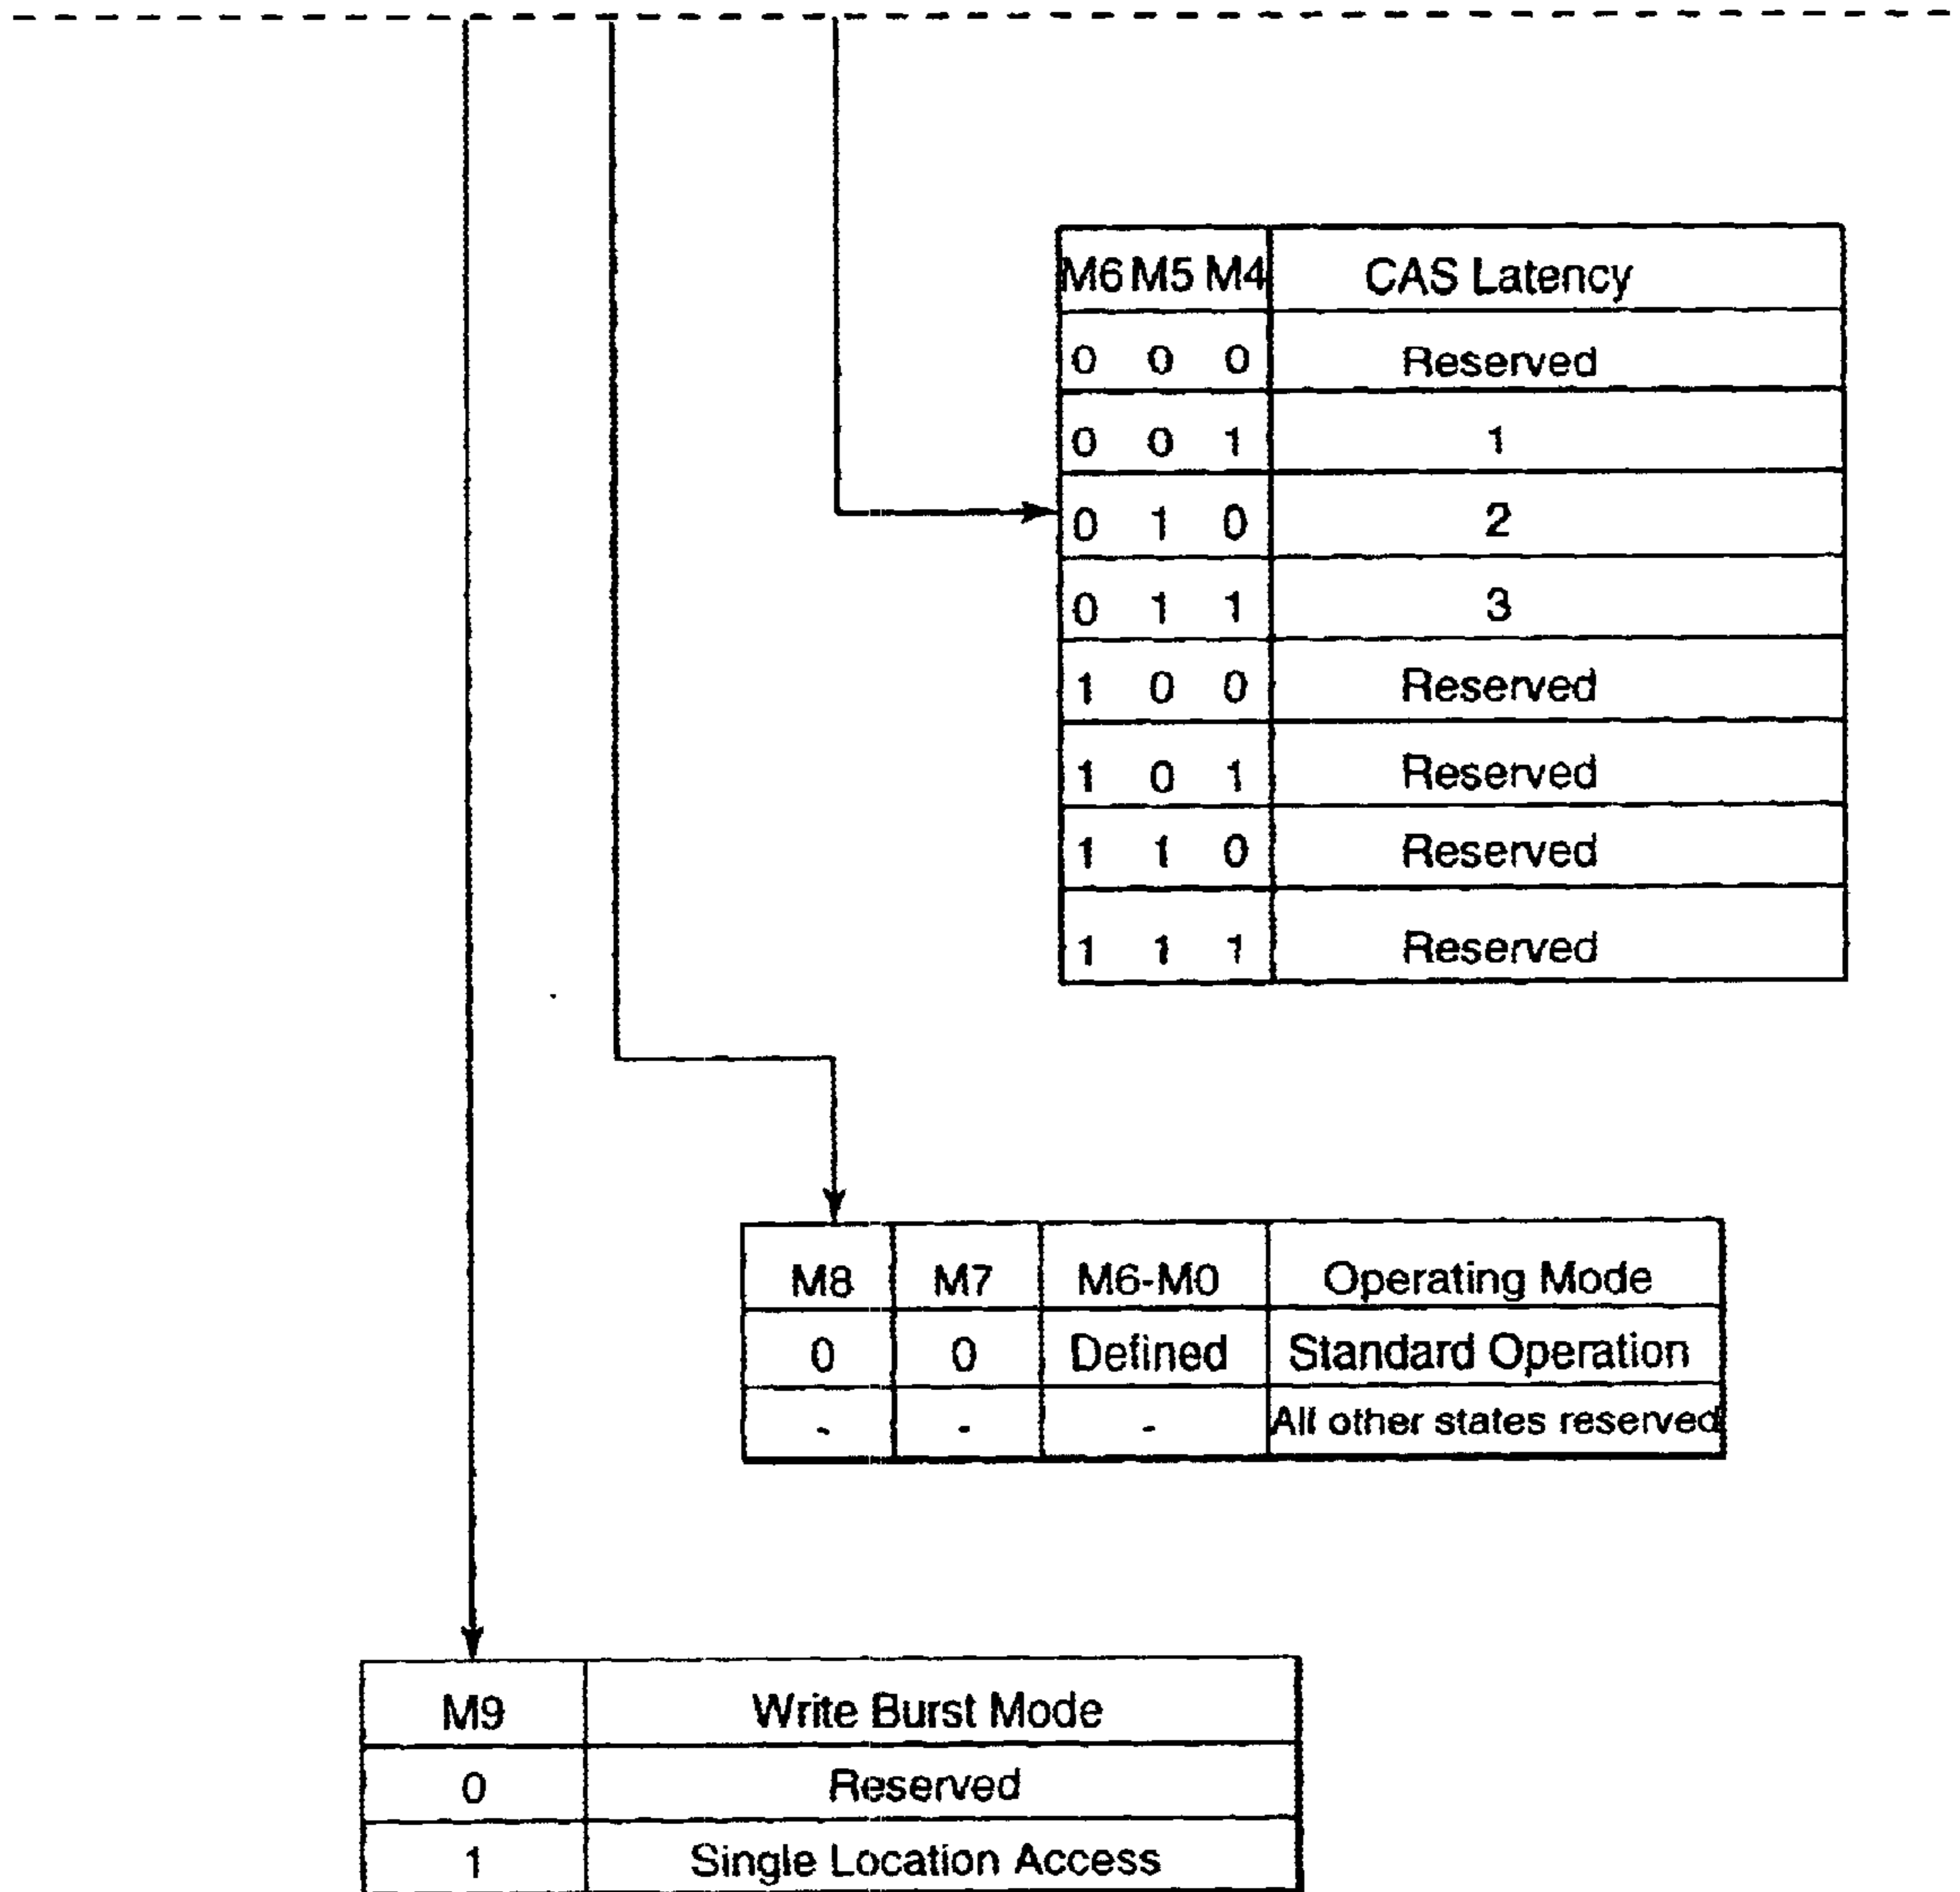 M6 M5 M4 CAS Latency
0 0 0 Reserved
0 0 1 1
0 1 0 2
0 1 1 3
1 0 0 Reserved
1 0 1 Reserved
1 1 0 Reserved
1 1 1 Reserved
M8 M7 M6-M0 Operating Mode
0 0 Defined Standard Operation
- - - All other states reserved
M9 Write Burst Mode
0 Reserved
1 Single Location Access